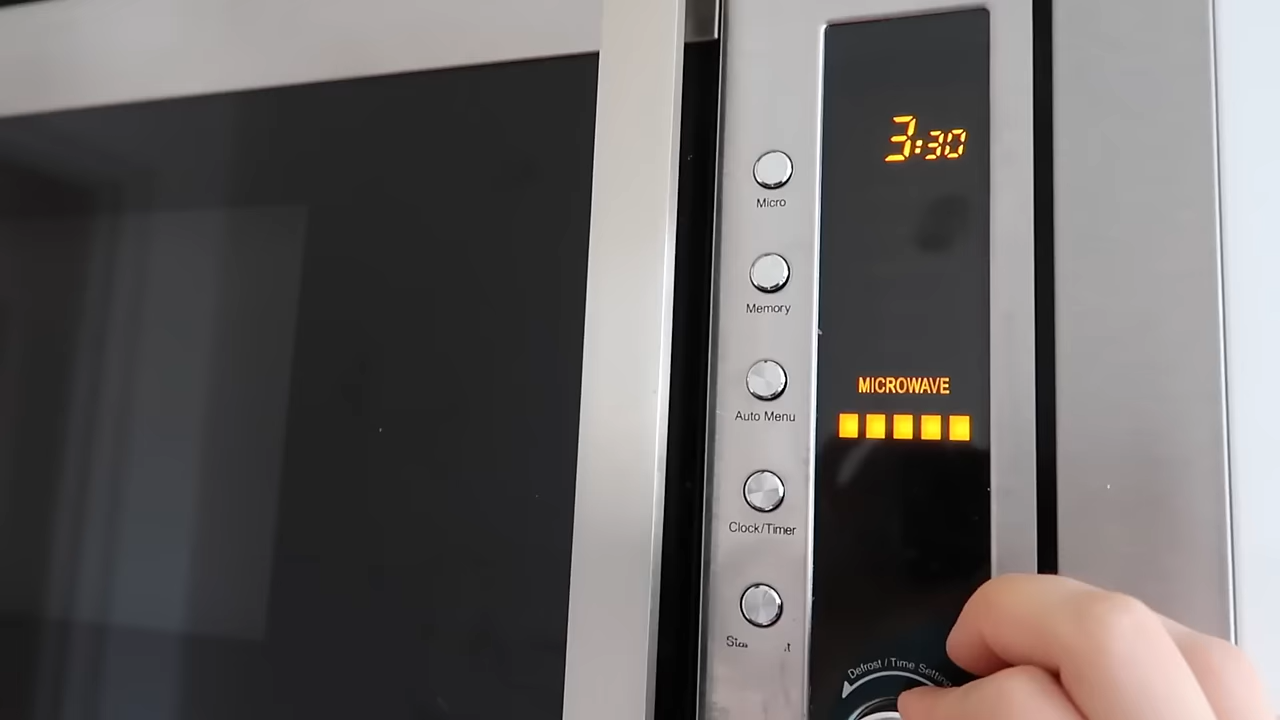 3:30
Micro
Memory
MICROWAVE
Auto Menu
Clock/Timer
Defrost / Time Setting